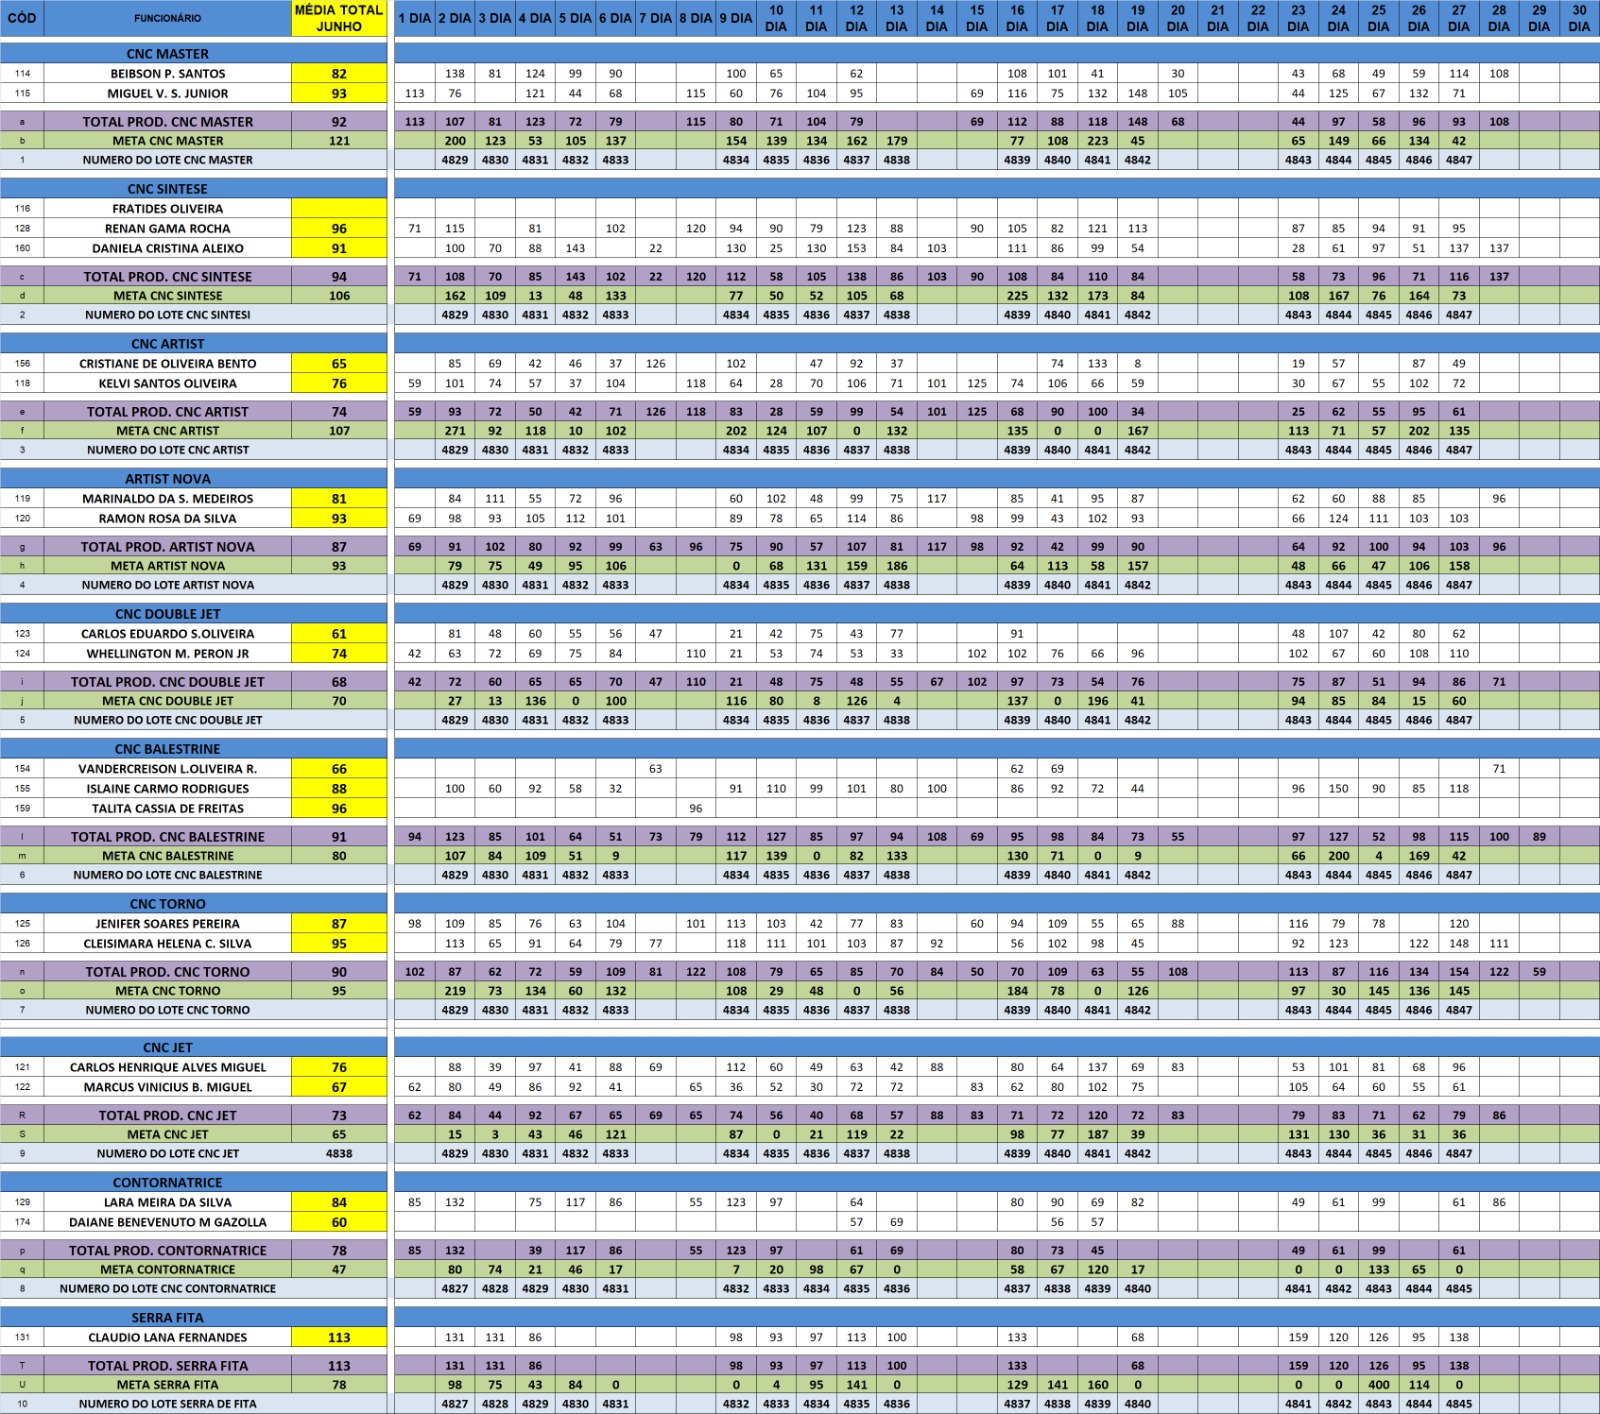 CÓD FUNCIONÁRIO MÉDIA TOTAL JUNHO 1 DIA 2 DIA 3 DIA 4 DIA 5 DIA 6 DIA 7 DIA 8 DIA 9 DIA 10 DIA 11 DIA 12 DIA 13 DIA 14 DIA 15 DIA 16 DIA 17 DIA 18 DIA 19 DIA 20 DIA 21 DIA 22 DIA 23 DIA 24 DIA 25 DIA 26 DIA 27 DIA 28 DIA 29 DIA 30 DIA
CNC MASTER
114 BEIBSON P. SANTOS 82 138 81 124 99 90 100 65 62 108 101 41 30 43 68 49 59 114 108
115 MIGUEL V. S. JUNIOR 93 113 76 121 44 68 115 60 76 104 95 69 116 75 132 148 105 44 125 67 132 71
a TOTAL PROD. CNC MASTER 92 113 107 81 123 72 79 115 80 71 104 79 69 112 88 118 148 68 44 97 58 96 93 108
b META CNC MASTER 121 200 123 53 105 137 154 139 134 162 179 77 108 223 45 65 149 66 134 42
1 NUMERO DO LOTE CNC MASTER 4829 4830 4831 4832 4833 4834 4835 4836 4837 4838 4839 4840 4841 4842 4843 4844 4845 4846 4847
CNC SINTESE
116 FRATIDES OLIVEIRA
128 RENAN GAMA ROCHA 96 71 115 81 102 120 94 90 79 123 88 90 105 82 121 113 87 85 94 91 95
160 DANIELA CRISTINA ALEIXO 91 100 70 88 143 22 130 25 130 153 84 103 111 86 99 54 28 61 97 51 137 137
c TOTAL PROD. CNC SINTESE 94 71 108 70 85 143 102 22 120 112 58 105 138 86 103 90 108 84 110 84 58 73 96 71 116 137
d META CNC SINTESE 106 162 109 13 48 133 77 50 52 105 68 225 132 173 84 108 167 76 164 73
2 NUMERO DO LOTE CNC SINTESI 4829 4830 4831 4832 4833 4834 4835 4836 4837 4838 4839 4840 4841 4842 4843 4844 4845 4846 4847
CNC ARTIST
156 CRISTIANE DE OLIVEIRA BENTO 65 85 69 42 46 37 126 102 47 92 37 74 133 8 19 57 87 49
118 KELVI SANTOS OLIVEIRA 76 59 101 74 57 37 104 118 64 28 70 106 71 101 125 74 106 66 59 30 67 55 102 72
e TOTAL PROD. CNC ARTIST 74 59 93 72 50 42 71 126 118 83 28 59 99 54 101 125 68 90 100 34 25 62 55 95 61
f META CNC ARTIST 107 271 92 118 10 102 202 124 107 0 132 135 0 0 167 113 71 57 202 135
3 NUMERO DO LOTE CNC ARTIST 4829 4830 4831 4832 4833 4834 4835 4836 4837 4838 4839 4840 4841 4842 4843 4844 4845 4846 4847
ARTIST NOVA
119 MARINALDO DA S. MEDEIROS 81 84 111 55 72 96 60 102 48 99 75 117 85 41 95 87 62 60 88 85 96
120 RAMON ROSA DA SILVA 93 69 98 93 105 112 101 89 78 65 114 86 98 99 43 102 93 66 124 111 103 103
g TOTAL PROD. ARTIST NOVA 87 69 91 102 80 92 99 63 96 75 90 57 107 81 117 98 92 42 99 90 64 92 100 94 103 96
h META ARTIST NOVA 93 79 75 49 95 106 0 68 131 159 186 64 113 58 157 48 66 47 106 158
4 NUMERO DO LOTE ARTIST NOVA 4829 4830 4831 4832 4833 4834 4835 4836 4837 4838 4839 4840 4841 4842 4843 4844 4845 4846 4847
CNC DOUBLE JET
123 CARLOS EDUARDO S.OLIVEIRA 61 81 48 60 55 56 47 21 42 75 43 77 91 48 107 42 80 62
124 WHELLINGTON M. PERON JR 74 42 63 72 69 75 84 110 21 53 74 53 33 102 102 76 66 96 102 67 60 108 110
i TOTAL PROD. CNC DOUBLE JET 68 42 72 60 65 65 70 47 110 21 48 75 48 55 67 102 97 73 54 76 75 87 51 94 86 71
j META CNC DOUBLE JET 70 27 13 136 0 100 116 80 8 126 4 137 0 196 41 94 85 84 15 60
5 NUMERO DO LOTE CNC DOUBLE JET 4829 4830 4831 4832 4833 4834 4835 4836 4837 4838 4839 4840 4841 4842 4843 4844 4845 4846 4847
CNC BALESTRINE
154 VANDERCREISON L.OLIVEIRA R. 66 63 62 69 71
155 ISLAINE CARMO RODRIGUES 88 100 60 92 58 32 91 110 99 101 80 100 86 92 72 44 96 150 90 85 118
159 TALITA CASSIA DE FREITAS 96 96
l TOTAL PROD. CNC BALESTRINE 91 94 123 85 101 64 51 73 79 112 127 85 97 94 108 69 95 98 84 73 55 97 127 52 98 115 100 89
m META CNC BALESTRINE 80 107 84 109 51 9 117 139 0 82 133 130 71 0 9 66 200 4 169 42
6 NUMERO DO LOTE CNC BALESTRINE 4829 4830 4831 4832 4833 4834 4835 4836 4837 4838 4839 4840 4841 4842 4843 4844 4845 4846 4847
CNC TORNO
125 JENIFER SOARES PEREIRA 87 98 109 85 76 63 104 101 113 103 42 77 83 60 94 109 55 65 88 116 79 78 120
126 CLEISIMARA HELENA C. SILVA 95 113 65 91 64 79 77 118 111 101 103 87 92 56 102 98 45 92 123 122 148 111
n TOTAL PROD. CNC TORNO 90 102 87 62 72 59 109 81 122 108 79 65 85 70 84 50 70 109 63 55 108 113 87 116 134 154 122 59
o META CNC TORNO 95 219 73 134 60 132 108 29 48 0 56 184 78 0 126 97 30 145 136 145
7 NUMERO DO LOTE CNC TORNO 4829 4830 4831 4832 4833 4834 4835 4836 4837 4838 4839 4840 4841 4842 4843 4844 4845 4846 4847
CNC JET
121 CARLOS HENRIQUE ALVES MIGUEL 76 88 39 97 41 88 69 112 60 49 63 42 88 80 64 137 69 83 53 101 81 68 96
122 MARCUS VINICIUS B. MIGUEL 67 62 80 49 86 92 41 65 36 52 30 72 72 83 62 80 102 75 105 64 60 55 61
R TOTAL PROD. CNC JET 73 62 84 44 92 67 65 69 65 74 56 40 68 57 88 83 71 72 120 72 83 79 83 71 62 79 86
S META CNC JET 65 15 3 43 46 121 87 0 21 119 22 98 77 187 39 131 130 36 31 36
9 NUMERO DO LOTE CNC JET 4838 4829 4830 4831 4832 4833 4834 4835 4836 4837 4838 4839 4840 4841 4842 4843 4844 4845 4846 4847
CONTORNATRICE
129 LARA MEIRA DA SILVA 84 85 132 75 117 86 55 123 97 64 80 90 69 82 49 61 99 61 86
174 DAIANE BENEVENUTO M GAZOLLA 60 57 69 56 57
p TOTAL PROD. CONTORNATRICE 78 85 132 39 117 86 55 123 97 61 69 80 73 45 49 61 99 61
q META CONTORNATRICE 47 80 74 21 46 17 7 20 98 67 0 58 67 120 17 0 0 133 65 0
8 NUMERO DO LOTE CNC CONTORNATRICE 4827 4828 4829 4830 4831 4832 4833 4834 4835 4836 4837 4838 4839 4840 4841 4842 4843 4844 4845
SERRA FITA
131 CLAUDIO LANA FERNANDES 113 131 131 86 98 93 97 113 100 133 68 159 120 126 95 138
T TOTAL PROD. SERRA FITA 113 131 131 86 98 93 97 113 100 133 68 159 120 126 95 138
U META SERRA FITA 78 98 75 43 84 0 0 4 95 141 0 129 141 160 0 0 0 400 114 0
10 NUMERO DO LOTE SERRA DE FITA 4827 4828 4829 4830 4831 4832 4833 4834 4835 4836 4837 4838 4839 4840 4841 4842 4843 4844 4845